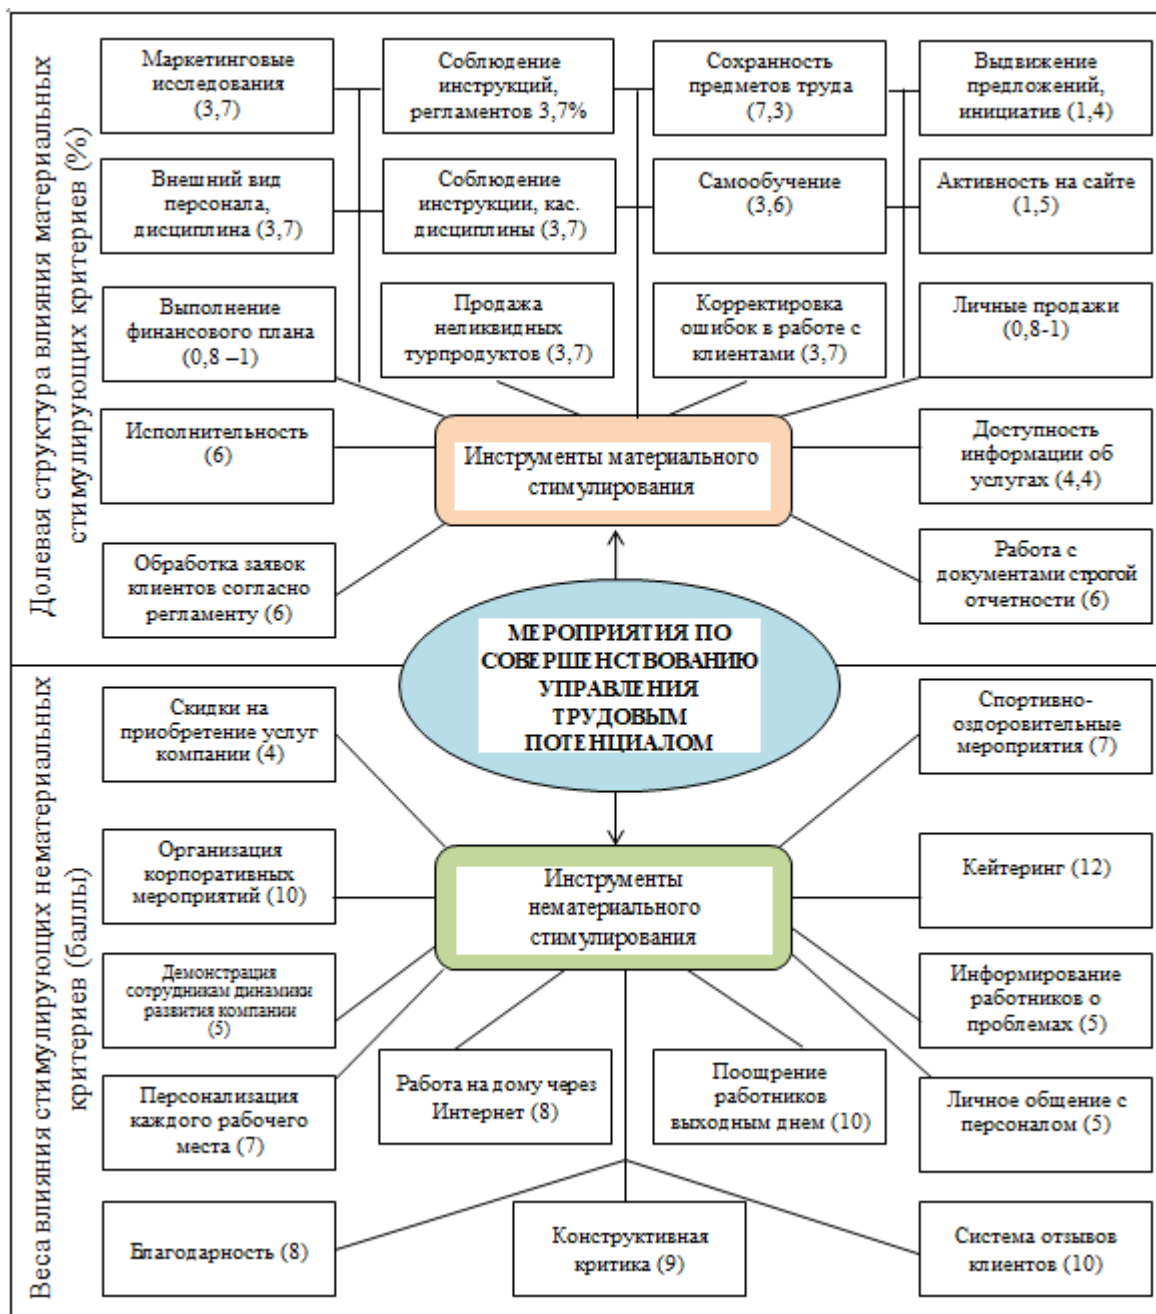 Долевая структура влияния материальных
стимулирующих критериев (%)
Маркетинговые
исследования
(3,7)
Соблюдение
инструкций,
регламентов 3,7%
Сохранность
предметов труда
(7,3)
Выдвижение
предложений,
инициатив (1,4)
Внешний вид
персонала,
дисциплина (3,7)
Соблюдение
инструкции, кас.
дисциплины (3,7)
Самообучение
(3,6)
Активность на сайте
(1,5)
Выполнение
финансового плана
(0,8 –1)
Продажа
неликвидных
турпродуктов (3,7)
Корректировка
ошибок в работе с
клиентами (3,7)
Личные продажи
(0,8-1)
Исполнительность
(6)
Инструменты материального
стимулирования
Доступность
информации об
услугах (4,4)
Обработка заявок
клиентов согласно
регламенту (6)
Работа с
документами строгой
отчетности (6)
МЕРОПРИЯТИЯ ПО
СОВЕРШЕНСТВОВАНИЮ
УПРАВЛЕНИЯ
ТРУДОВЫМ
ПОТЕНЦИАЛОМ
Веса влияния стимулирующих нематериальных
критериев (баллы)
Скидки на
приобретение услуг
компании (4)
Спортивно-
оздоровительные
мероприятия (7)
Организация
корпоративных
мероприятий (10)
Инструменты
нематериального
стимулирования
Кейтеринг (12)
Демонстрация
сотрудникам динамики
развития компании
(5)
Информирование
работников о
проблемах (5)
Персонализация
каждого рабочего
места (7)
Работа на дому через
Интернет (8)
Поощрение
работников
выходным днем (10)
Личное общение с
персоналом (5)
Благодарность (8)
Конструктивная
критика (9)
Система отзывов
клиентов (10)